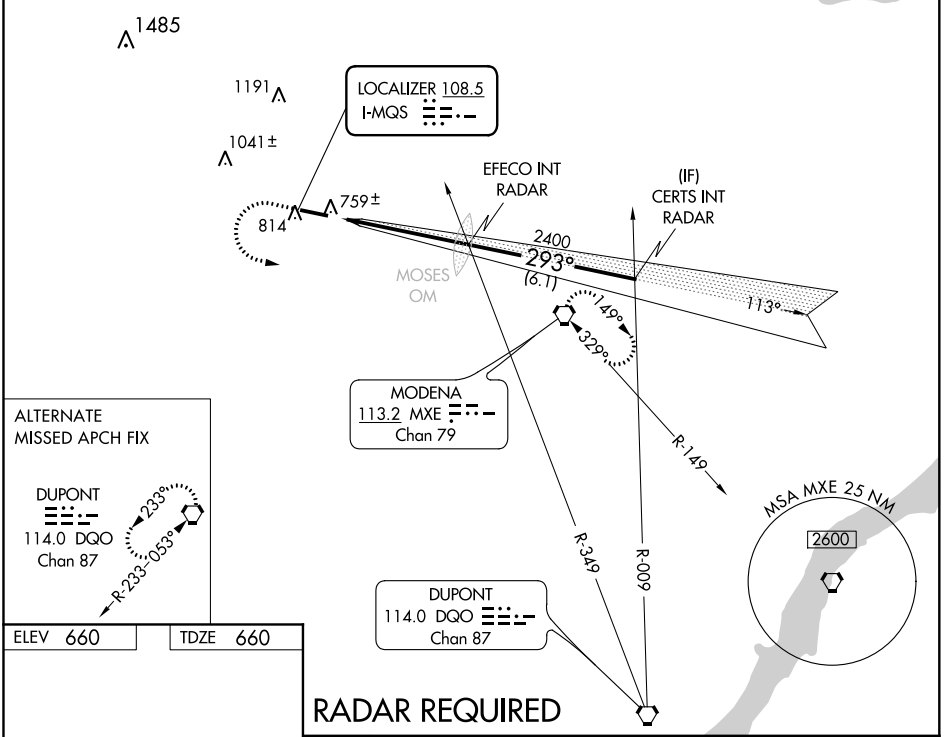 1485
1191
LOCALIZER 108.5
I-MQS
1041±
759±
814
EFECO INT
RADAR
(IF)
CERTS INT
RADAR
2400
293°
(6.1)
MOSES
OM
113°
149°
329°
MODENA
113.2 MXE
Chan 79
R-149
ALTERNATE
MISSED APCH FIX
DUPONT
114.0 DQO
Chan 87
233°
R-233-053°
MSA MXE 25 NM
2600
R-349
R-009
DUPONT
114.0 DQO
Chan 87
ELEV 660
TDZE 660
RADAR REQUIRED